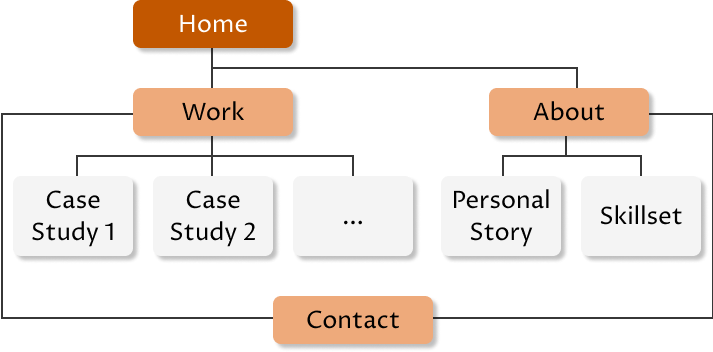 Home
Work
About
Case
Study 1
Case
Study 2
...
Personal
Story
Skillset
Contact